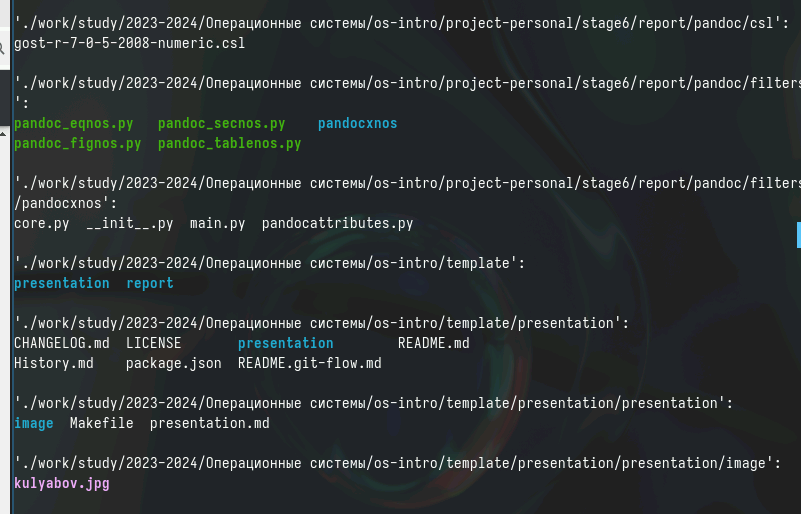 './work/study/2023-2024/Операционные системы/os-intro/project-personal/stage6/report/pandoc/csl':
gost-r-7-0-5-2008-numeric.csl
'./work/study/2023-2024/Операционные системы/os-intro/project-personal/stage6/report/pandoc/filters
':
pandoc_eqnos.py   pandoc_secnos.py    pandocxnos
pandoc_fignos.py  pandoc_tablenos.py
'./work/study/2023-2024/Операционные системы/os-intro/project-personal/stage6/report/pandoc/filters
/pandocxnos':
core.py  __init__.py  main.py  pandocattributes.py
'./work/study/2023-2024/Операционные системы/os-intro/template':
presentation  report
'./work/study/2023-2024/Операционные системы/os-intro/template/presentation':
CHANGELOG.md  LICENSE       presentation        README.md
History.md    package.json  README.git-flow.md
'./work/study/2023-2024/Операционные системы/os-intro/template/presentation/presentation':
image  Makefile  presentation.md
'./work/study/2023-2024/Операционные системы/os-intro/template/presentation/presentation/image':
kulyabov.jpg